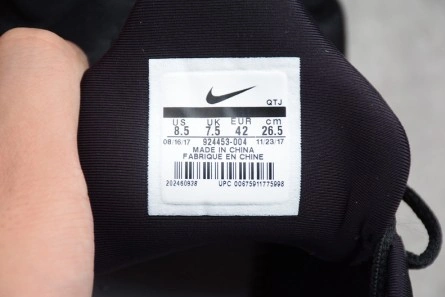 QTJ
US UK EUR cm
8.5 7.5 42 26.5
08/16/17 924453-004 11/23/17
MADE IN CHINA
FABRIQUE EN CHINE
202460928 UPC 00675911775998